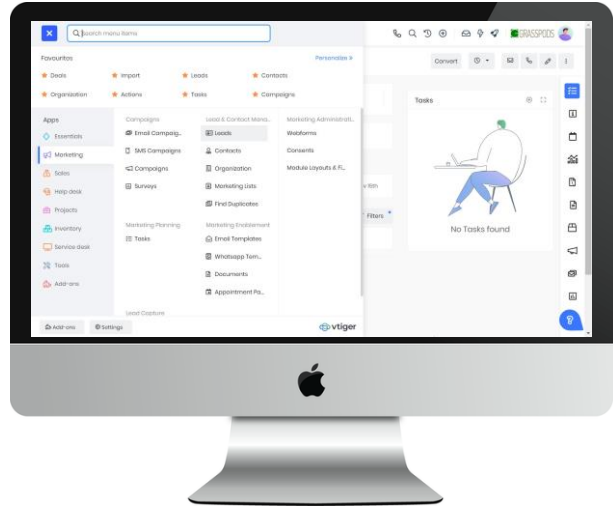 Search menu items
GRASSPODS
Favourites
Personalize »
Deals
Import
Leads
Contacts
Organization
Actions
Tasks
Campaigns
Convert
Tasks
Apps
Essentials
Marketing
Sales
Help desk
Projects
Inventory
Service desk
Tools
Add-ons
Campaigns
Email Campaig..
SMS Campaigns
Campaigns
Surveys
Marketing Planning
Tasks
Lead Capture
Lead & Contact Mana..
Leads
Contacts
Organization
Marketing Lists
Find Duplicates
Marketing Enablement
Email Templates
Whatsapp Tem..
Documents
Appointment Pa..
Marketing Administrati..
Webforms
Consents
Module Layouts & Fi..
Filters
No Tasks found
Add-ons
Settings
vtiger